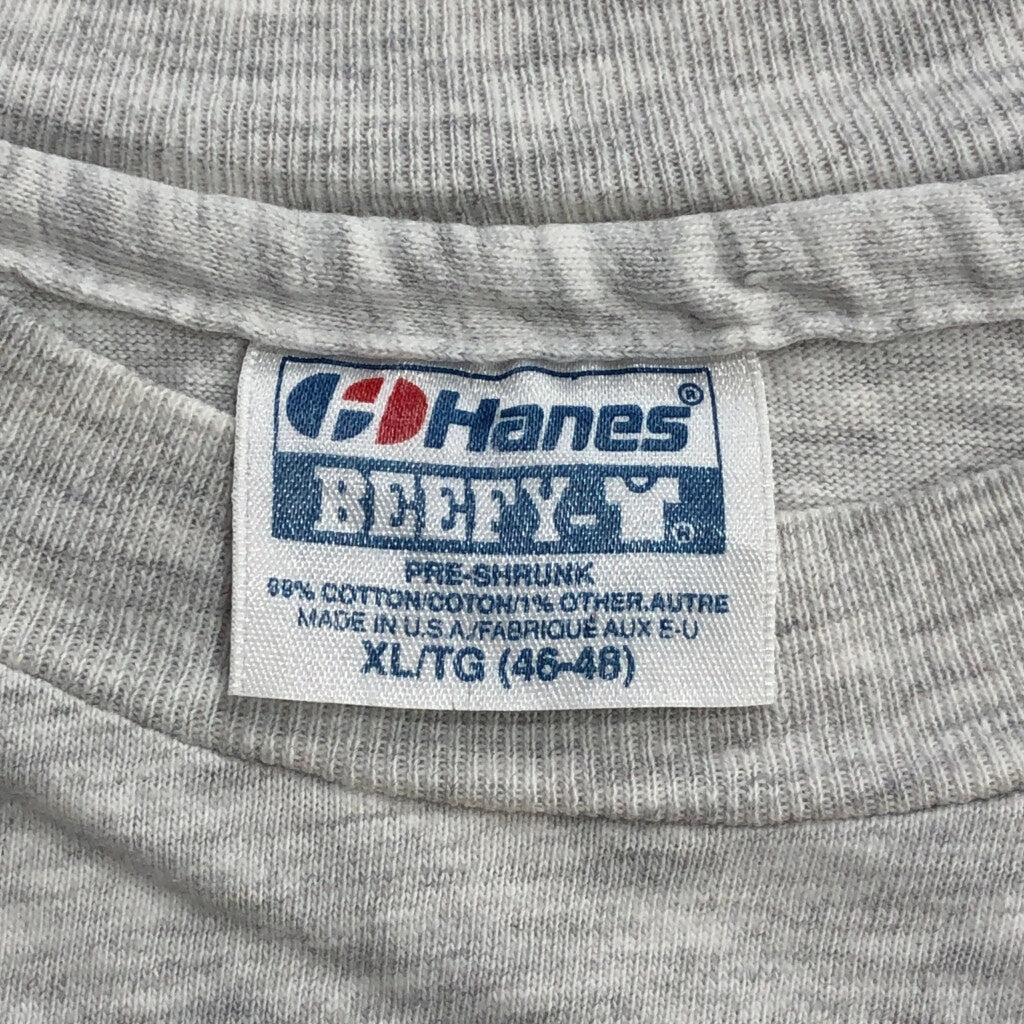 Hanes®
BEEFY-T®
PRE-SHRUNK
99% COTTON/COTON/1% OTHER.AUTRE
MADE IN U.S.A./FABRIQUÉ AUX E-U
XL/TG (46-48)